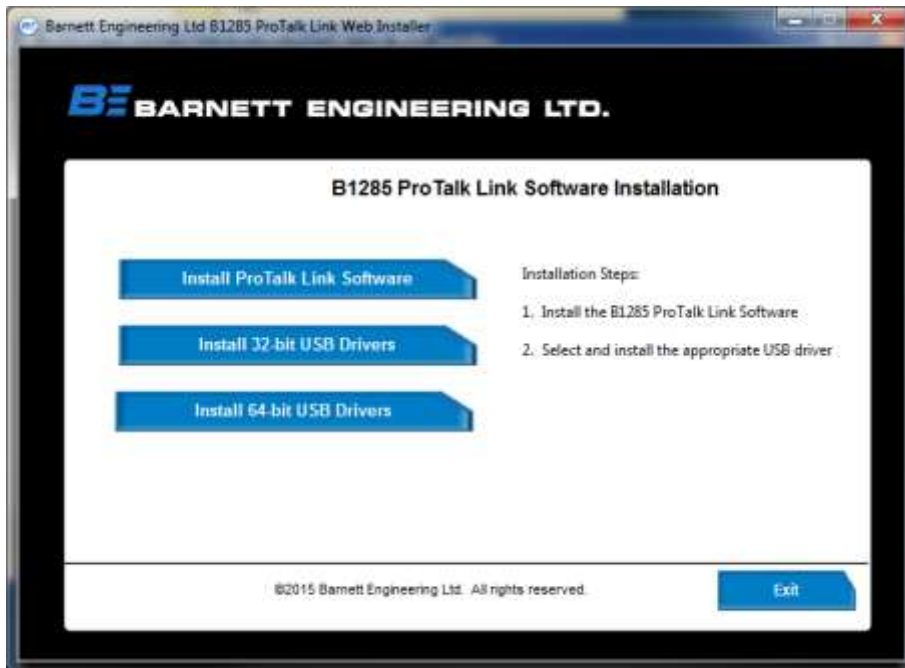 Barnett Engineering Ltd B1285 ProTalk Link Web Installer
BE BARNETT ENGINEERING LTD.
B1285 ProTalk Link Software Installation
Install ProTalk Link Software
Install 32-bit USB Drivers
Install 64-bit USB Drivers
Installation Steps:
1. Install the B1285 ProTalk Link Software
2. Select and install the appropriate USB driver
©2015 Barnett Engineering Ltd. All rights reserved.
Exit